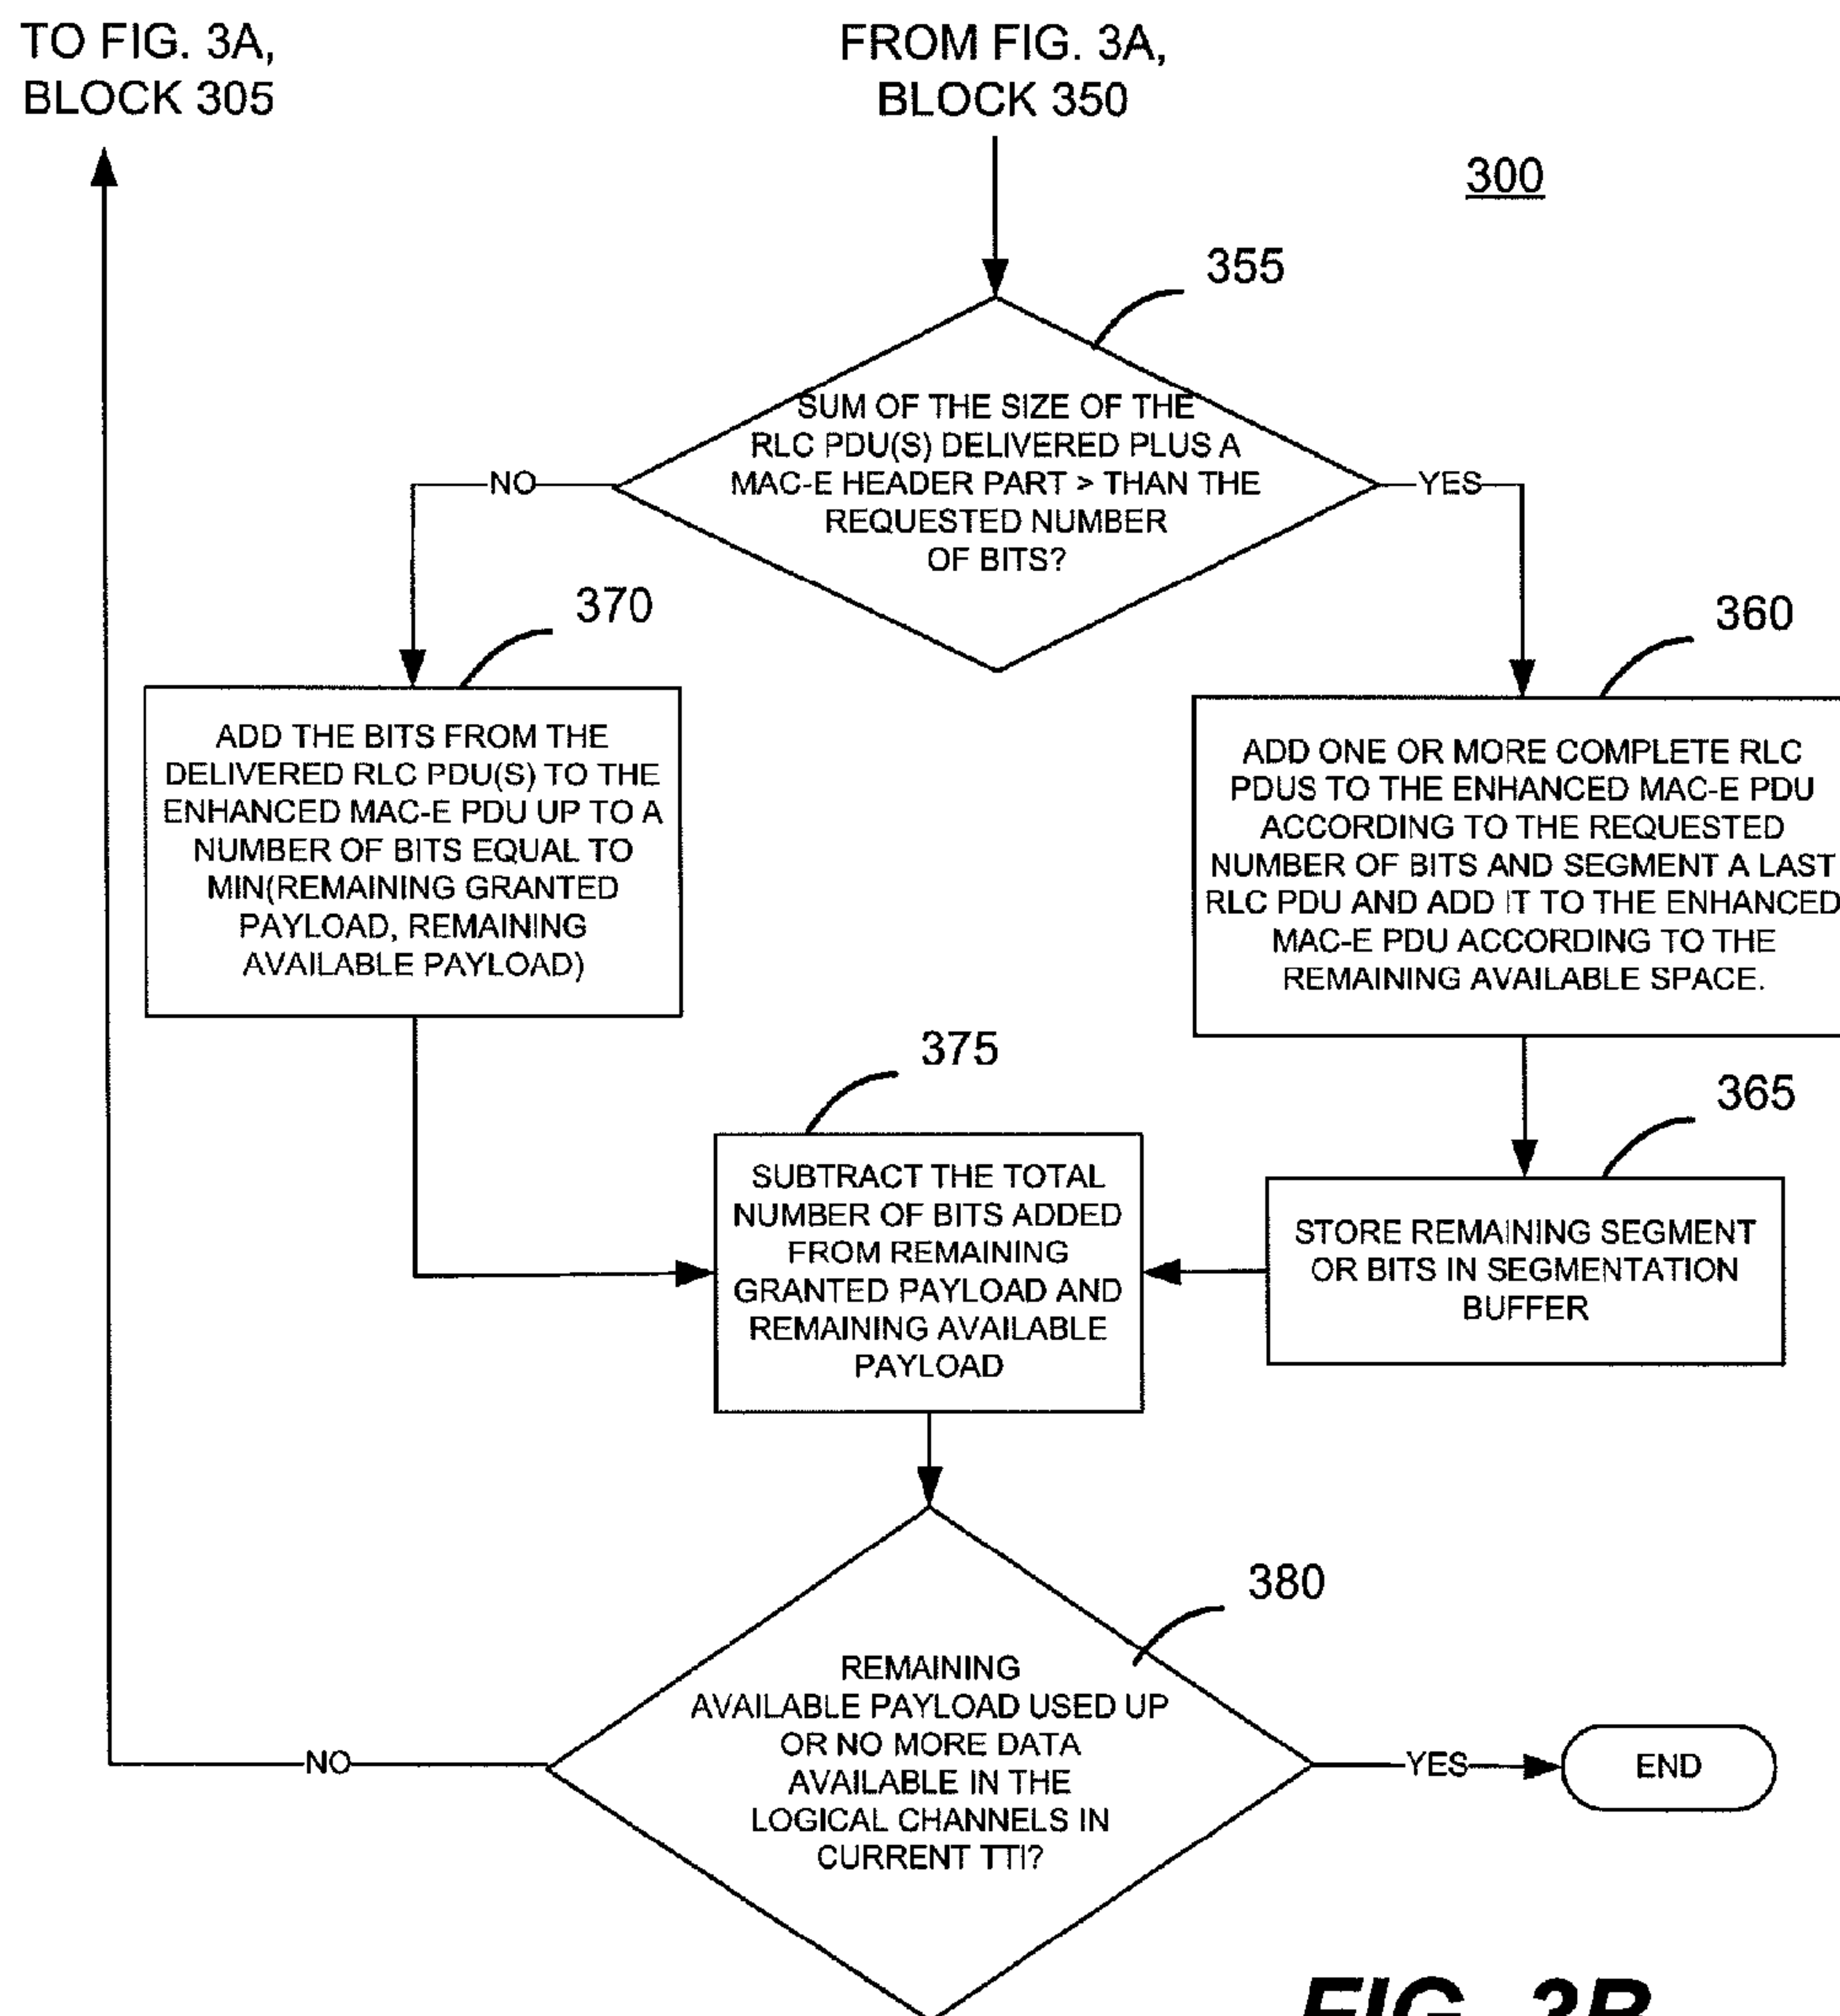 TO FIG. 3A,
BLOCK 305
FROM FIG. 3A,
BLOCK 350
300
355
SUM OF THE SIZE OF THE
RLC PDU(S) DELIVERED PLUS A
MAC-E HEADER PART > THAN THE
REQUESTED NUMBER
OF BITS?
NO
YES
370
360
ADD THE BITS FROM THE
DELIVERED RLC PDU(S) TO THE
ENHANCED MAC-E PDU UP TO A
NUMBER OF BITS EQUAL TO
MIN(REMAINING GRANTED
PAYLOAD, REMAINING
AVAILABLE PAYLOAD)
ADD ONE OR MORE COMPLETE RLC
PDUS TO THE ENHANCED MAC-E PDU
ACCORDING TO THE REQUESTED
NUMBER OF BITS AND SEGMENT A LAST
RLC PDU AND ADD IT TO THE ENHANCED
MAC-E PDU ACCORDING TO THE
REMAINING AVAILABLE SPACE.
375
365
SUBTRACT THE TOTAL
NUMBER OF BITS ADDED
FROM REMAINING
GRANTED PAYLOAD AND
REMAINING AVAILABLE
PAYLOAD
STORE REMAINING SEGMENT
OR BITS IN SEGMENTATION
BUFFER
380
REMAINING
AVAILABLE PAYLOAD USED UP
OR NO MORE DATA
AVAILABLE IN THE
LOGICAL CHANNELS IN
CURRENT TTI?
NO
YES
END
FIG. 3B